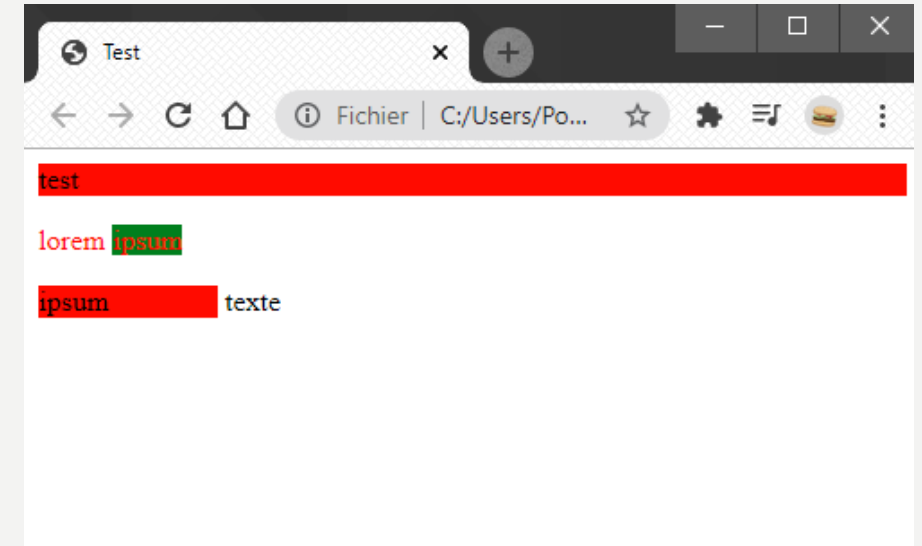 Test
Fichier C:/Users/Po...
test
lorem ipsum
ipsum texte